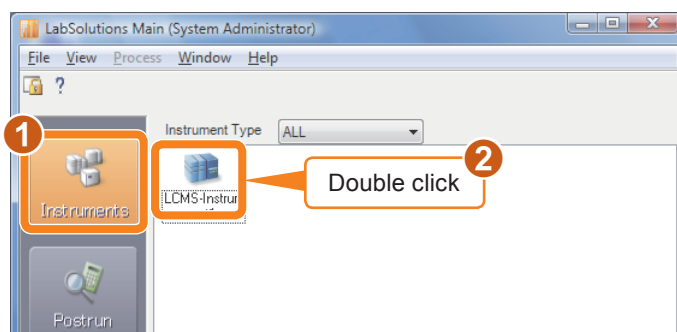 LabSolutions Main (System Administrator)
File View Process Window Help
?
Instrument Type ALL
1
2
Double click
Instruments
LCMS-Instrur
Postrun